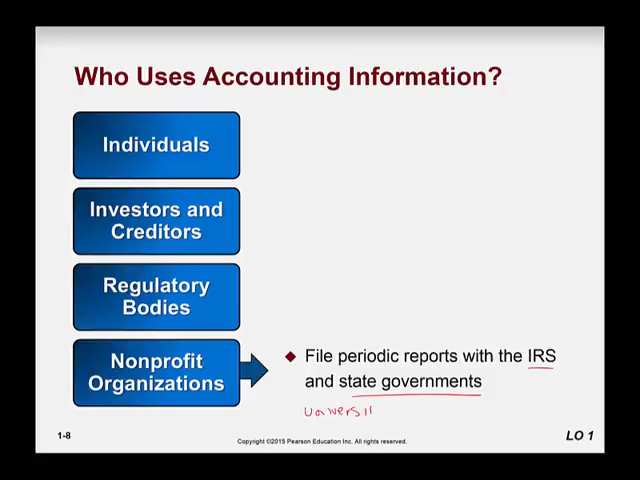 Who Uses Accounting Information?
Individuals
Investors and
Creditors
Regulatory
Bodies
Nonprofit
Organizations
File periodic reports with the IRS
and state governments
1-8
Copyright ©2015 Pearson Education Inc. All rights reserved.
LO 1